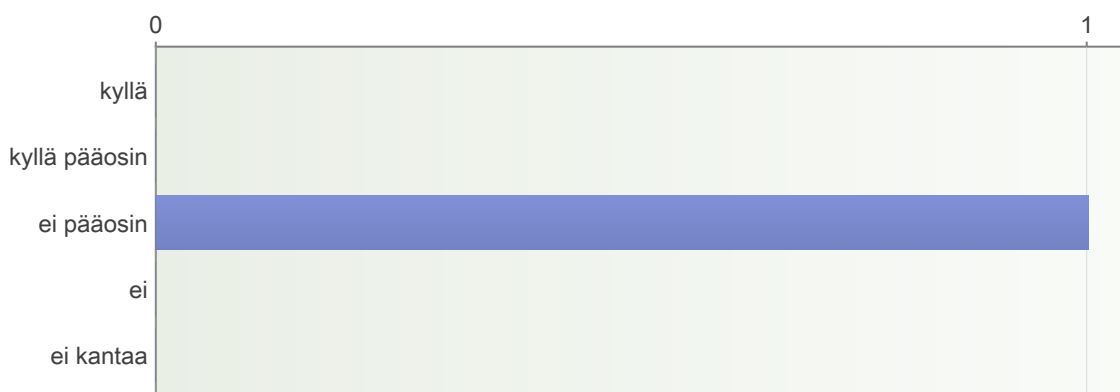 0 1
kyllä
kyllä pääosin
ei pääosin
ei
ei kantaa